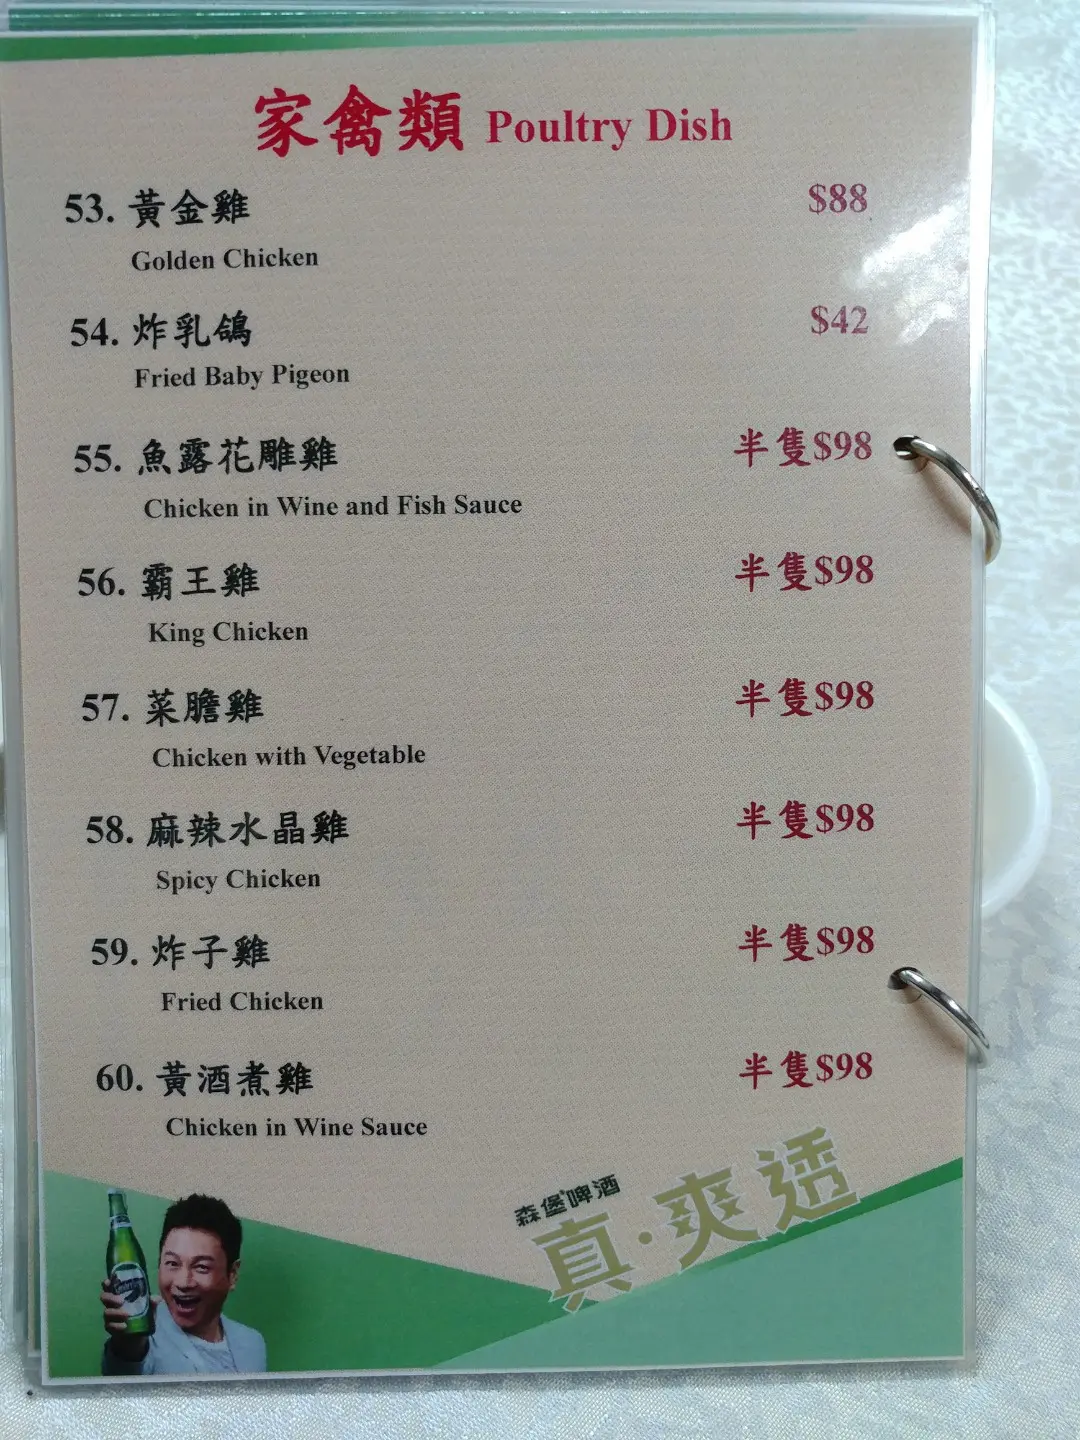 家禽類 Poultry Dish
53. 黃金雞 $88
Golden Chicken
54. 炸乳鴿 $42
Fried Baby Pigeon
55. 魚露花雕雞 半隻$98
Chicken in Wine and Fish Sauce
56. 霸王雞 半隻$98
King Chicken
57. 菜膽雞 半隻$98
Chicken with Vegetable
58. 麻辣水晶雞 半隻$98
Spicy Chicken
59. 炸子雞 半隻$98
Fried Chicken
60. 黃酒煮雞 半隻$98
Chicken in Wine Sauce
森堡啤酒
真·爽透